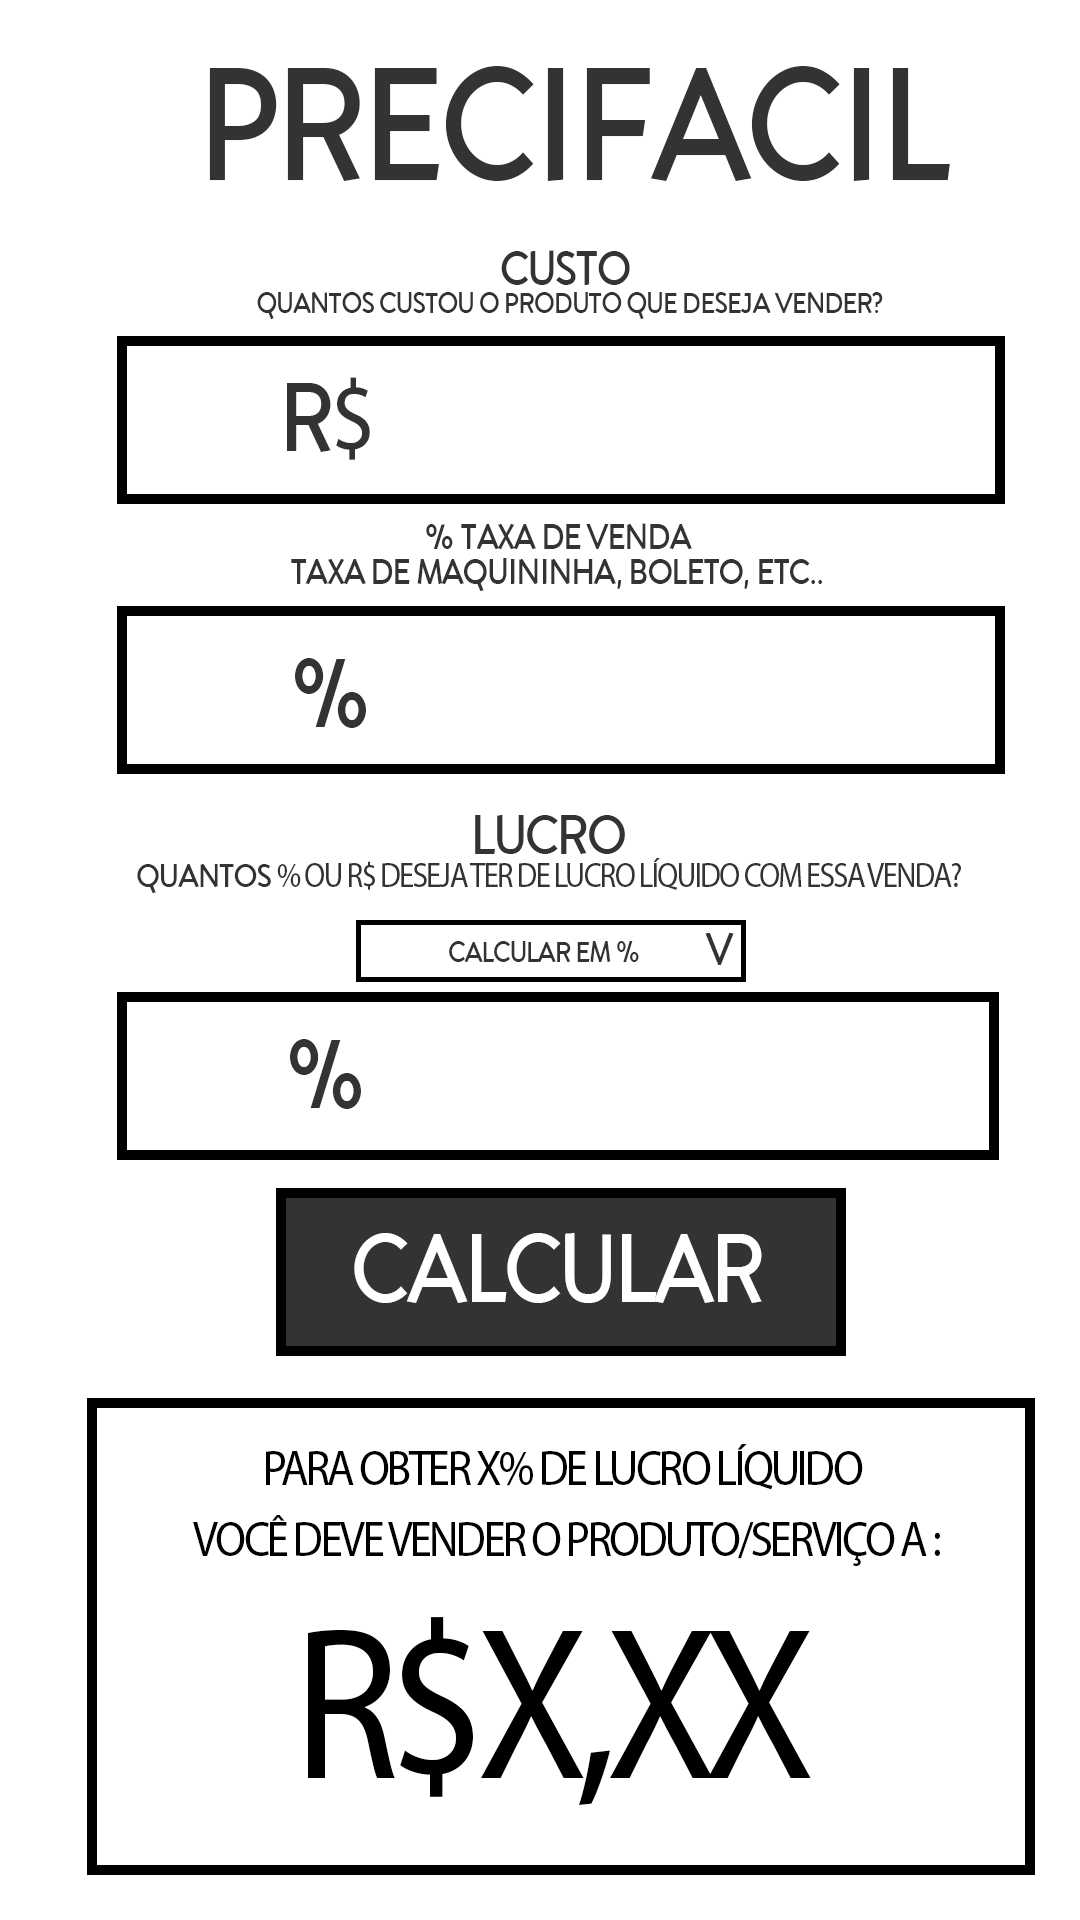 PRECIFACIL
CUSTO
QUANTOS CUSTOU O PRODUTO QUE DESEJA VENDER?
R$
% TAXA DE VENDA
TAXA DE MAQUININHA, BOLETO, ETC..
%
LUCRO
QUANTOS % OU R$ DESEJA TER DE LUCRO LÍQUIDO COM ESSA VENDA?
CALCULAR EM % V
%
CALCULAR
PARA OBTER X% DE LUCRO LÍQUIDO
VOCÊ DEVE VENDER O PRODUTO/SERVIÇO A :
R$X,XX